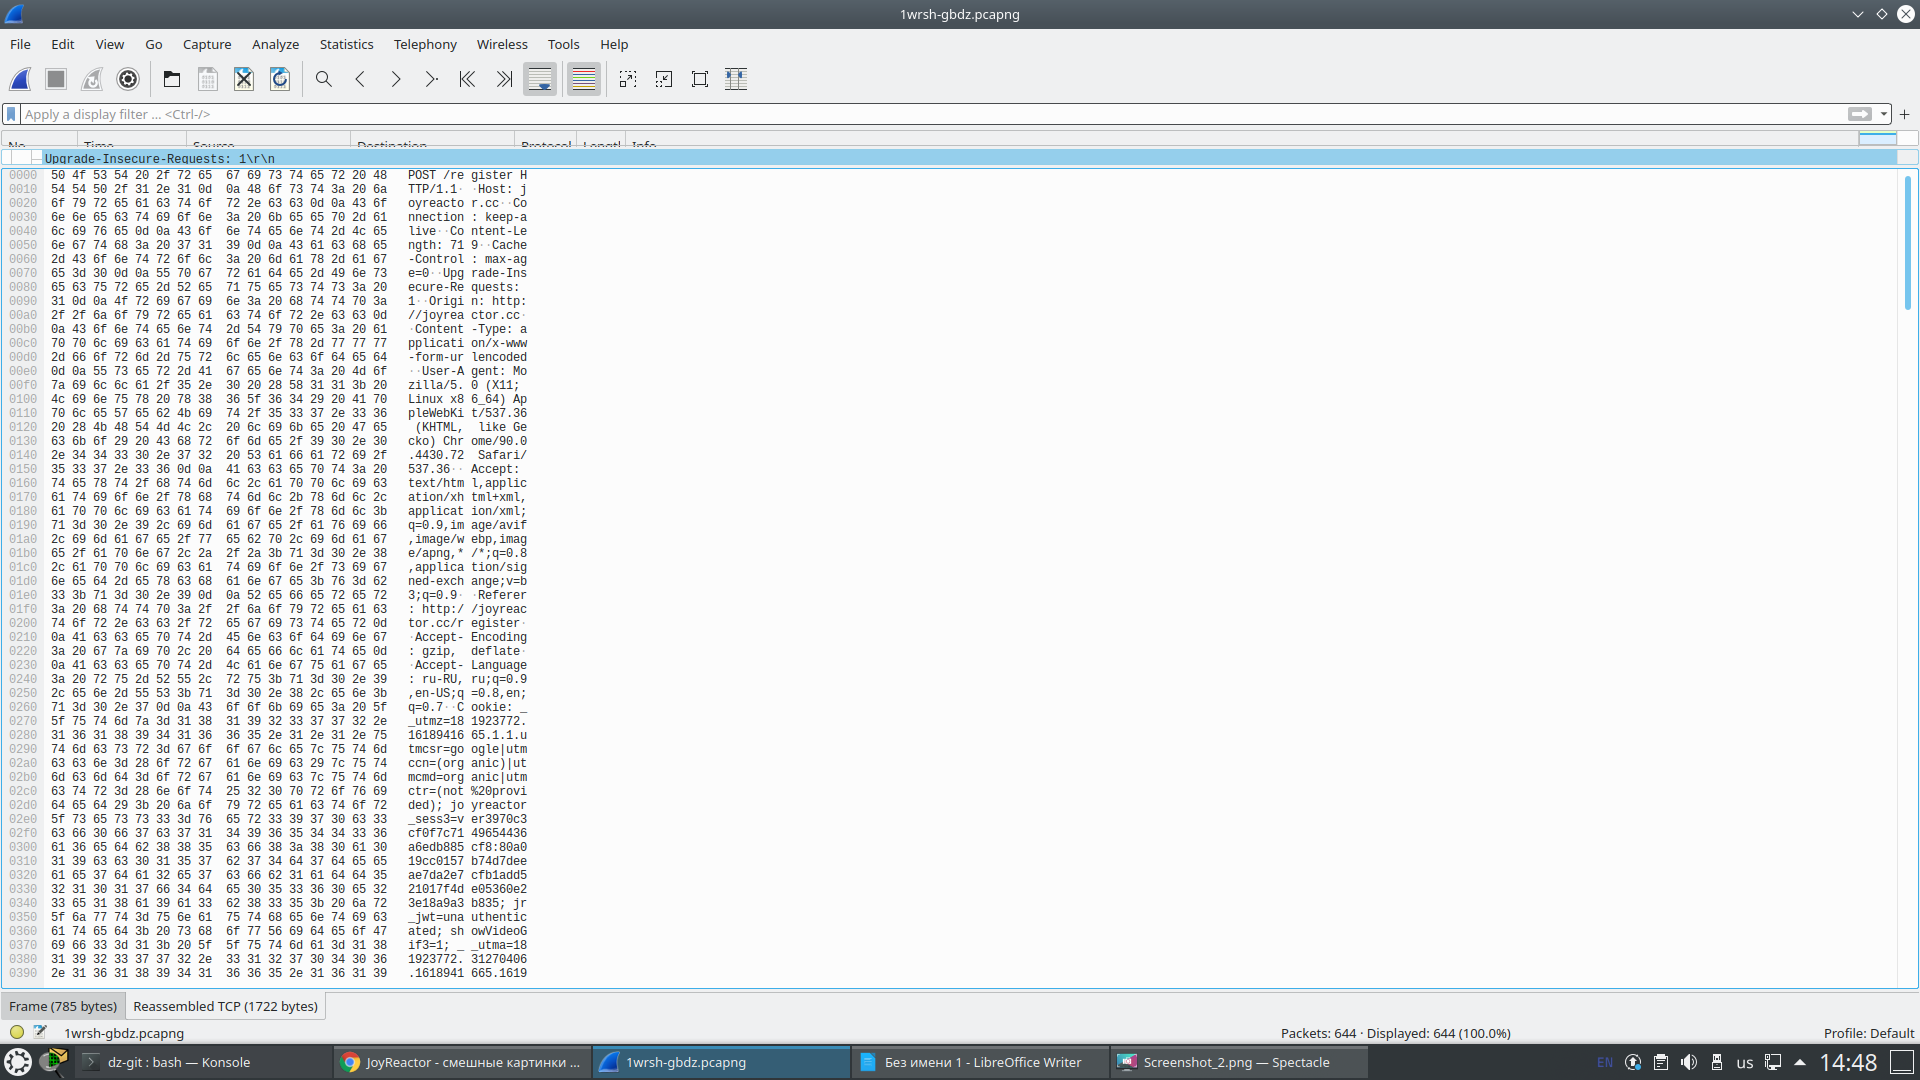 1wrsh-gbdz.pcapng
File Edit View Go Capture Analyze Statistics Telephony Wireless Tools Help
Apply a display filter ... <Ctrl-/>
No. Time Source Destination Protocol Length Info
Upgrade-Insecure-Requests: 1\r\n
0000 50 4f 53 54 20 2f 72 65 67 69 73 74 65 72 20 48 POST /re gister H
0010 54 54 50 2f 31 2e 31 0d 0a 48 6f 73 74 3a 20 6a TTP/1.1· ·Host: j
0020 6f 79 72 65 61 63 74 6f 72 2e 63 63 0d 0a 43 6f oyreacto r.cc··Co
0030 6e 6e 65 63 74 69 6f 6e 3a 20 6b 65 65 70 2d 61 nnection : keep-a
0040 6c 69 76 65 0d 0a 43 6f 6e 74 65 6e 74 2d 4c 65 live··Co ntent-Le
0050 6e 67 74 68 3a 20 37 31 39 0d 0a 43 61 63 68 65 ngth: 71 9··Cache
0060 2d 43 6f 6e 74 72 6f 6c 3a 20 6d 61 78 2d 61 67 -Control : max-ag
0070 65 3d 30 0d 0a 55 70 67 72 61 64 65 2d 49 6e 73 e=0··Upg rade-Ins
0080 65 63 75 72 65 2d 52 65 71 75 65 73 74 73 3a 20 ecure-Re quests:
0090 31 0d 0a 4f 72 69 67 69 6e 3a 20 68 74 74 70 3a 1··Origi n: http:
00a0 2f 2f 6a 6f 79 72 65 61 63 74 6f 72 2e 63 63 0d //joyrea ctor.cc·
00b0 0a 43 6f 6e 74 65 6e 74 2d 54 79 70 65 3a 20 61 ·Content -Type: a
00c0 70 70 6c 69 63 61 74 69 6f 6e 2f 78 2d 77 77 77 pplicati on/x-www
00d0 2d 66 6f 72 6d 2d 75 72 6c 65 6e 63 6f 64 65 64 -form-ur lencoded
00e0 0d 0a 55 73 65 72 2d 41 67 65 6e 74 3a 20 4d 6f ··User-A gent: Mo
00f0 7a 69 6c 6c 61 2f 35 2e 30 20 28 58 31 31 3b 20 zilla/5. 0 (X11;
0100 4c 69 6e 75 78 20 78 38 36 5f 36 34 29 20 41 70 Linux x8 6_64) Ap
0110 70 6c 65 57 65 62 4b 69 74 2f 35 33 37 2e 33 36 pleWebKi t/537.36
0120 20 28 4b 48 54 4d 4c 2c 20 6c 69 6b 65 20 47 65 (KHTML, like Ge
0130 63 6b 6f 29 20 43 68 72 6f 6d 65 2f 39 30 2e 30 cko) Chr ome/90.0
0140 2e 34 34 33 30 2e 37 32 20 53 61 66 61 72 69 2f .4430.72 Safari/
0150 35 33 37 2e 33 36 0d 0a 41 63 63 65 70 74 3a 20 537.36·· Accept:
0160 74 65 78 74 2f 68 74 6d 6c 2c 61 70 70 6c 69 63 text/htm l,applic
0170 61 74 69 6f 6e 2f 78 68 74 6d 6c 2b 78 6d 6c 2c ation/xh tml+xml,
0180 61 70 70 6c 69 63 61 74 69 6f 6e 2f 78 6d 6c 3b applicat ion/xml;
0190 71 3d 30 2e 39 2c 69 6d 61 67 65 2f 61 76 69 66 q=0.9,im age/avif
01a0 2c 69 6d 61 67 65 2f 77 65 62 70 2c 69 6d 61 67 ,image/w ebp,imag
01b0 65 2f 61 70 6e 67 2c 2a 2f 2a 3b 71 3d 30 2e 38 e/apng,* /*;q=0.8
01c0 2c 61 70 70 6c 69 63 61 74 69 6f 6e 2f 73 69 67 ,applica tion/sig
01d0 6e 65 64 2d 65 78 63 68 61 6e 67 65 3b 76 3d 62 ned-exch ange;v=b
01e0 33 3b 71 3d 30 2e 39 0d 0a 52 65 66 65 72 65 72 3;q=0.9· ·Referer
01f0 3a 20 68 74 74 70 3a 2f 2f 6a 6f 79 72 65 61 63 : http:/ /joyreac
0200 74 6f 72 2e 63 63 2f 72 65 67 69 73 74 65 72 0d tor.cc/r egister·
0210 0a 41 63 63 65 70 74 2d 45 6e 63 6f 64 69 6e 67 ·Accept- Encoding
0220 3a 20 67 7a 69 70 2c 20 64 65 66 6c 61 74 65 0d : gzip, deflate·
0230 0a 41 63 63 65 70 74 2d 4c 61 6e 67 75 61 67 65 ·Accept- Language
0240 3a 20 72 75 2d 52 55 2c 72 75 3b 71 3d 30 2e 39 : ru-RU, ru;q=0.9
0250 2c 65 6e 2d 55 53 3b 71 3d 30 2e 38 2c 65 6e 3b ,en-US;q =0.8,en;
0260 71 3d 30 2e 37 0d 0a 43 6f 6f 6b 69 65 3a 20 5f q=0.7··C ookie: _
0270 5f 75 74 6d 7a 3d 31 38 31 39 32 33 37 37 32 2e _utmz=18 1923772.
0280 31 36 31 38 39 34 31 36 36 35 2e 31 2e 31 2e 75 16189416 65.1.1.u
0290 74 6d 63 73 72 3d 67 6f 6f 67 6c 65 7c 75 74 6d tmcsr=go ogle|utm
02a0 63 63 6e 3d 28 6f 72 67 61 6e 69 63 29 7c 75 74 ccn=(org anic)|ut
02b0 6d 63 6d 64 3d 6f 72 67 61 6e 69 63 7c 75 74 6d mcmd=org anic|utm
02c0 63 74 72 3d 28 6e 6f 74 25 32 30 70 72 6f 76 69 ctr=(not %20provi
02d0 64 65 64 29 3b 20 6a 6f 79 72 65 61 63 74 6f 72 ded); jo yreactor
02e0 5f 73 65 73 73 33 3d 76 65 72 33 39 37 30 63 33 _sess3=v er3970c3
02f0 63 66 30 66 37 63 37 31 34 39 36 35 34 34 33 36 cf0f7c71 49654436
0300 61 36 65 64 62 38 38 35 63 66 38 3a 38 30 61 30 a6edb885 cf8:80a0
0310 31 39 63 63 30 31 35 37 62 37 34 64 37 64 65 65 19cc0157 b74d7dee
0320 61 65 37 64 61 32 65 37 63 66 62 31 61 64 64 35 ae7da2e7 cfb1add5
0330 32 31 30 31 37 66 34 64 65 30 35 33 36 30 65 32 21017f4d e05360e2
0340 33 65 31 38 61 39 61 33 62 38 33 35 3b 20 6a 72 3e18a9a3 b835; jr
0350 5f 6a 77 74 3d 75 6e 61 75 74 68 65 6e 74 69 63 _jwt=una uthentic
0360 61 74 65 64 3b 20 73 68 6f 77 56 69 64 65 6f 47 ated; sh owVideoG
0370 69 66 33 3d 31 3b 20 5f 5f 75 74 6d 61 3d 31 38 if3=1; _ _utma=18
0380 31 39 32 33 37 37 32 2e 33 31 32 37 30 34 30 36 1923772. 31270406
0390 2e 31 36 31 38 39 34 31 36 36 35 2e 31 36 31 39 .1618941 665.1619
Frame (785 bytes) Reassembled TCP (1722 bytes)
1wrsh-gbdz.pcapng Packets: 644 · Displayed: 644 (100.0%) Profile: Default
dz-git : bash — Konsole JoyReactor - смешные картинки ... 1wrsh-gbdz.pcapng Без имени 1 - LibreOffice Writer Screenshot_2.png — Spectacle EN us 14:48